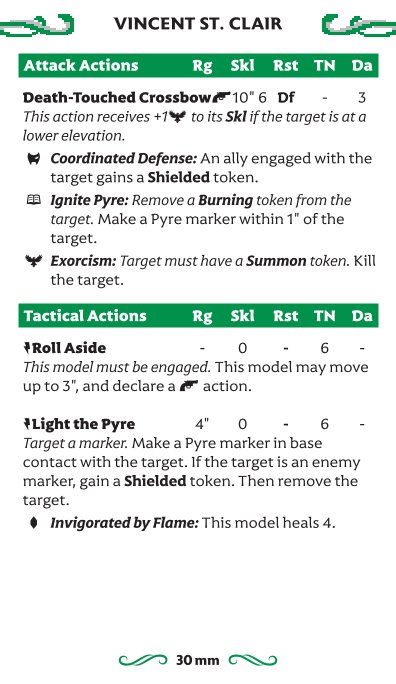 VINCENT ST. CLAIR
Attack Actions Rg Skl Rst TN Da
Death-Touched Crossbow 10" 6 Df - 3
This action receives +1 to its Skl if the target is at a
lower elevation.
Coordinated Defense: An ally engaged with the
target gains a Shielded token.
Ignite Pyre: Remove a Burning token from the
target. Make a Pyre marker within 1" of the
target.
Exorcism: Target must have a Summon token. Kill
the target.
Tactical Actions Rg Skl Rst TN Da
Roll Aside - 0 - 6 -
This model must be engaged. This model may move
up to 3", and declare a action.
Light the Pyre 4" 0 - 6 -
Target a marker. Make a Pyre marker in base
contact with the target. If the target is an enemy
marker, gain a Shielded token. Then remove the
target.
Invigorated by Flame: This model heals 4.
30 mm